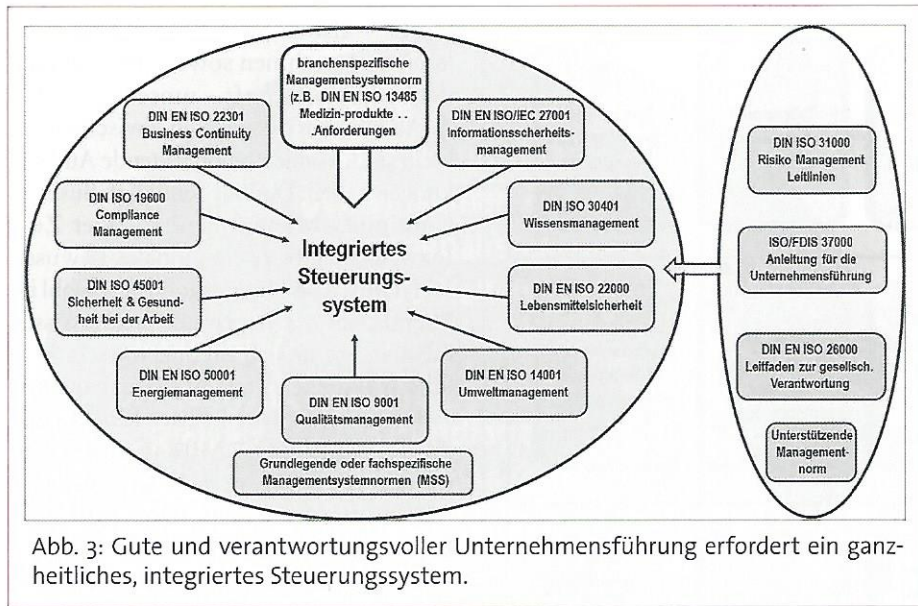 branchenspezifische
Managementsystemnorm
(z.B. DIN EN ISO 13485
Medizin-produkte . .
.Anforderungen
DIN EN ISO 22301
Business Continuity
Management
DIN EN ISO/IEC 27001
Informationsscherheits-
management
DIN ISO 19600
Compliance
Management
DIN ISO 30401
Wissensmanagement
Integriertes
Steuerungs-
system
DIN ISO 45001
Sicherheit & Gesund-
heit bei der Arbeit
DIN EN ISO 22000
Lebensmittelsicherheit
DIN EN ISO 50001
Energiemanagement
DIN EN ISO 9001
Qualitätsmanagement
DIN EN ISO 14001
Umweltmanagement
Grundlegende oder fachspezifische
Managementsystemnormen (MSS)
DIN ISO 31000
Risiko Management
Leitlinien
ISO/FDIS 37000
Anleitung für die
Unternehmensführung
DIN EN ISO 26000
Leitfaden zur gesellsch.
Verantwortung
Unterstützende
Management-
norm
Abb. 3: Gute und verantwortungsvoller Unternehmensführung erfordert ein ganz-
heitliches, integriertes Steuerungssystem.